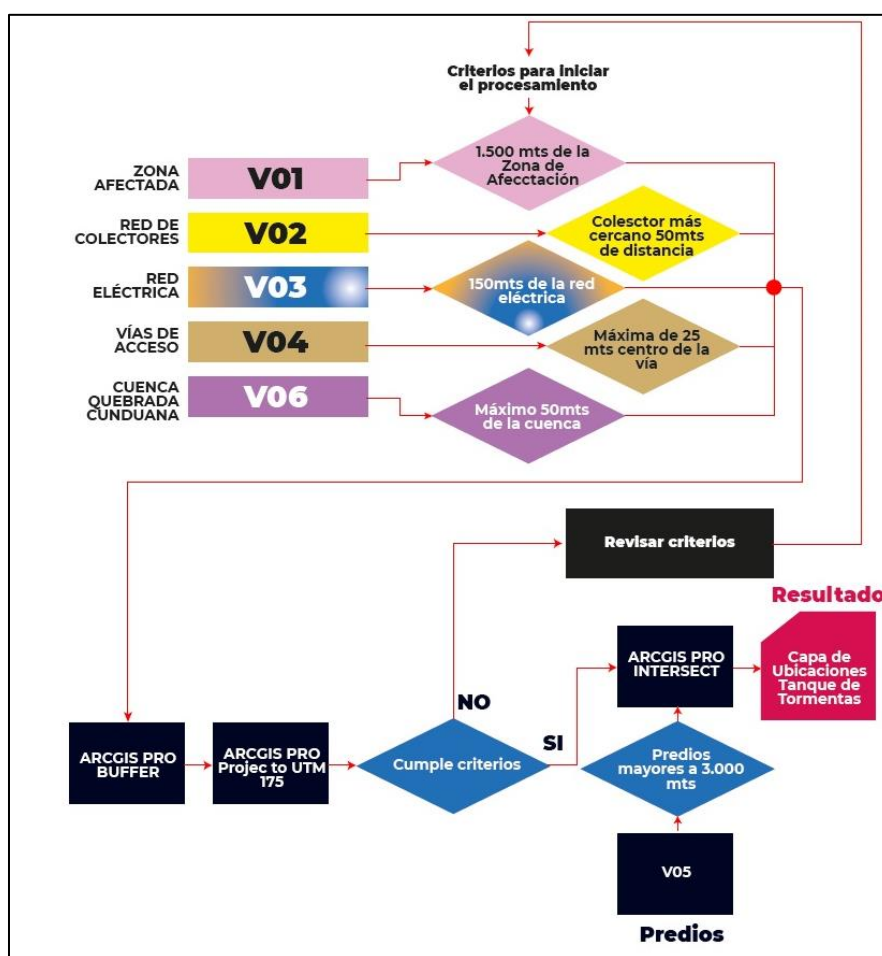 Criterios para iniciar
el procesamiento
ZONA
AFECTADA
V01
1.500 mts de la
Zona de
Afecctación
RED DE
COLECTORES
V02
Colesctor más
cercano 50mts
de distancia
RED
ELÉCTRICA
V03
150mts de la red
eléctrica
VÍAS DE
ACCESO
V04
Máxima de 25
mts centro de la
vía
CUENCA
QUEBRADA
CUNDUANA
V06
Máximo 50mts
de la cuenca
Revisar criterios
Resultado
ARCGIS PRO
INTERSECT
Capa de
Ubicaciones
Tanque de
Tormentas
NO
SI
ARCGIS PRO
BUFFER
ARCGIS PRO
Projec to UTM
17S
Cumple criterios
Predios
mayores a 3.000
mts
V05
Predios